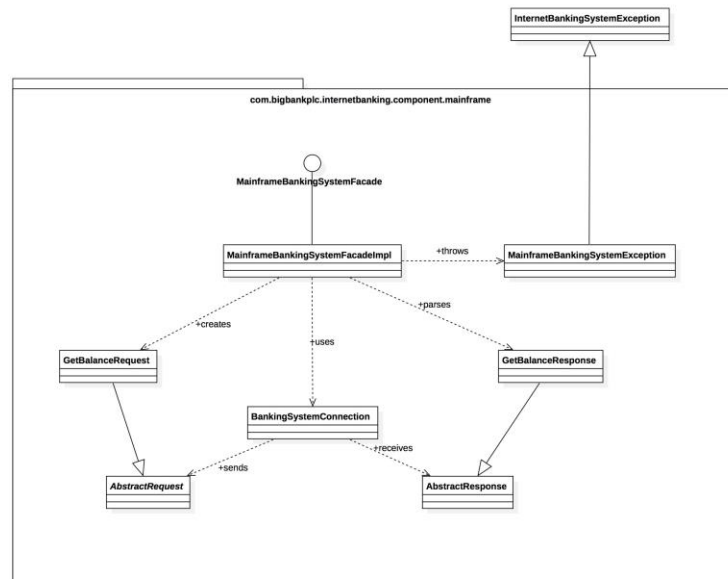 InternetBankingSystemException
com.bigbankplc.internetbanking.component.mainframe
MainframeBankingSystemFacade
MainframeBankingSystemFacadeImpl
+throws
MainframeBankingSystemException
+creates
+uses
+parses
GetBalanceRequest
GetBalanceResponse
BankingSystemConnection
+sends
+receives
AbstractRequest
AbstractResponse